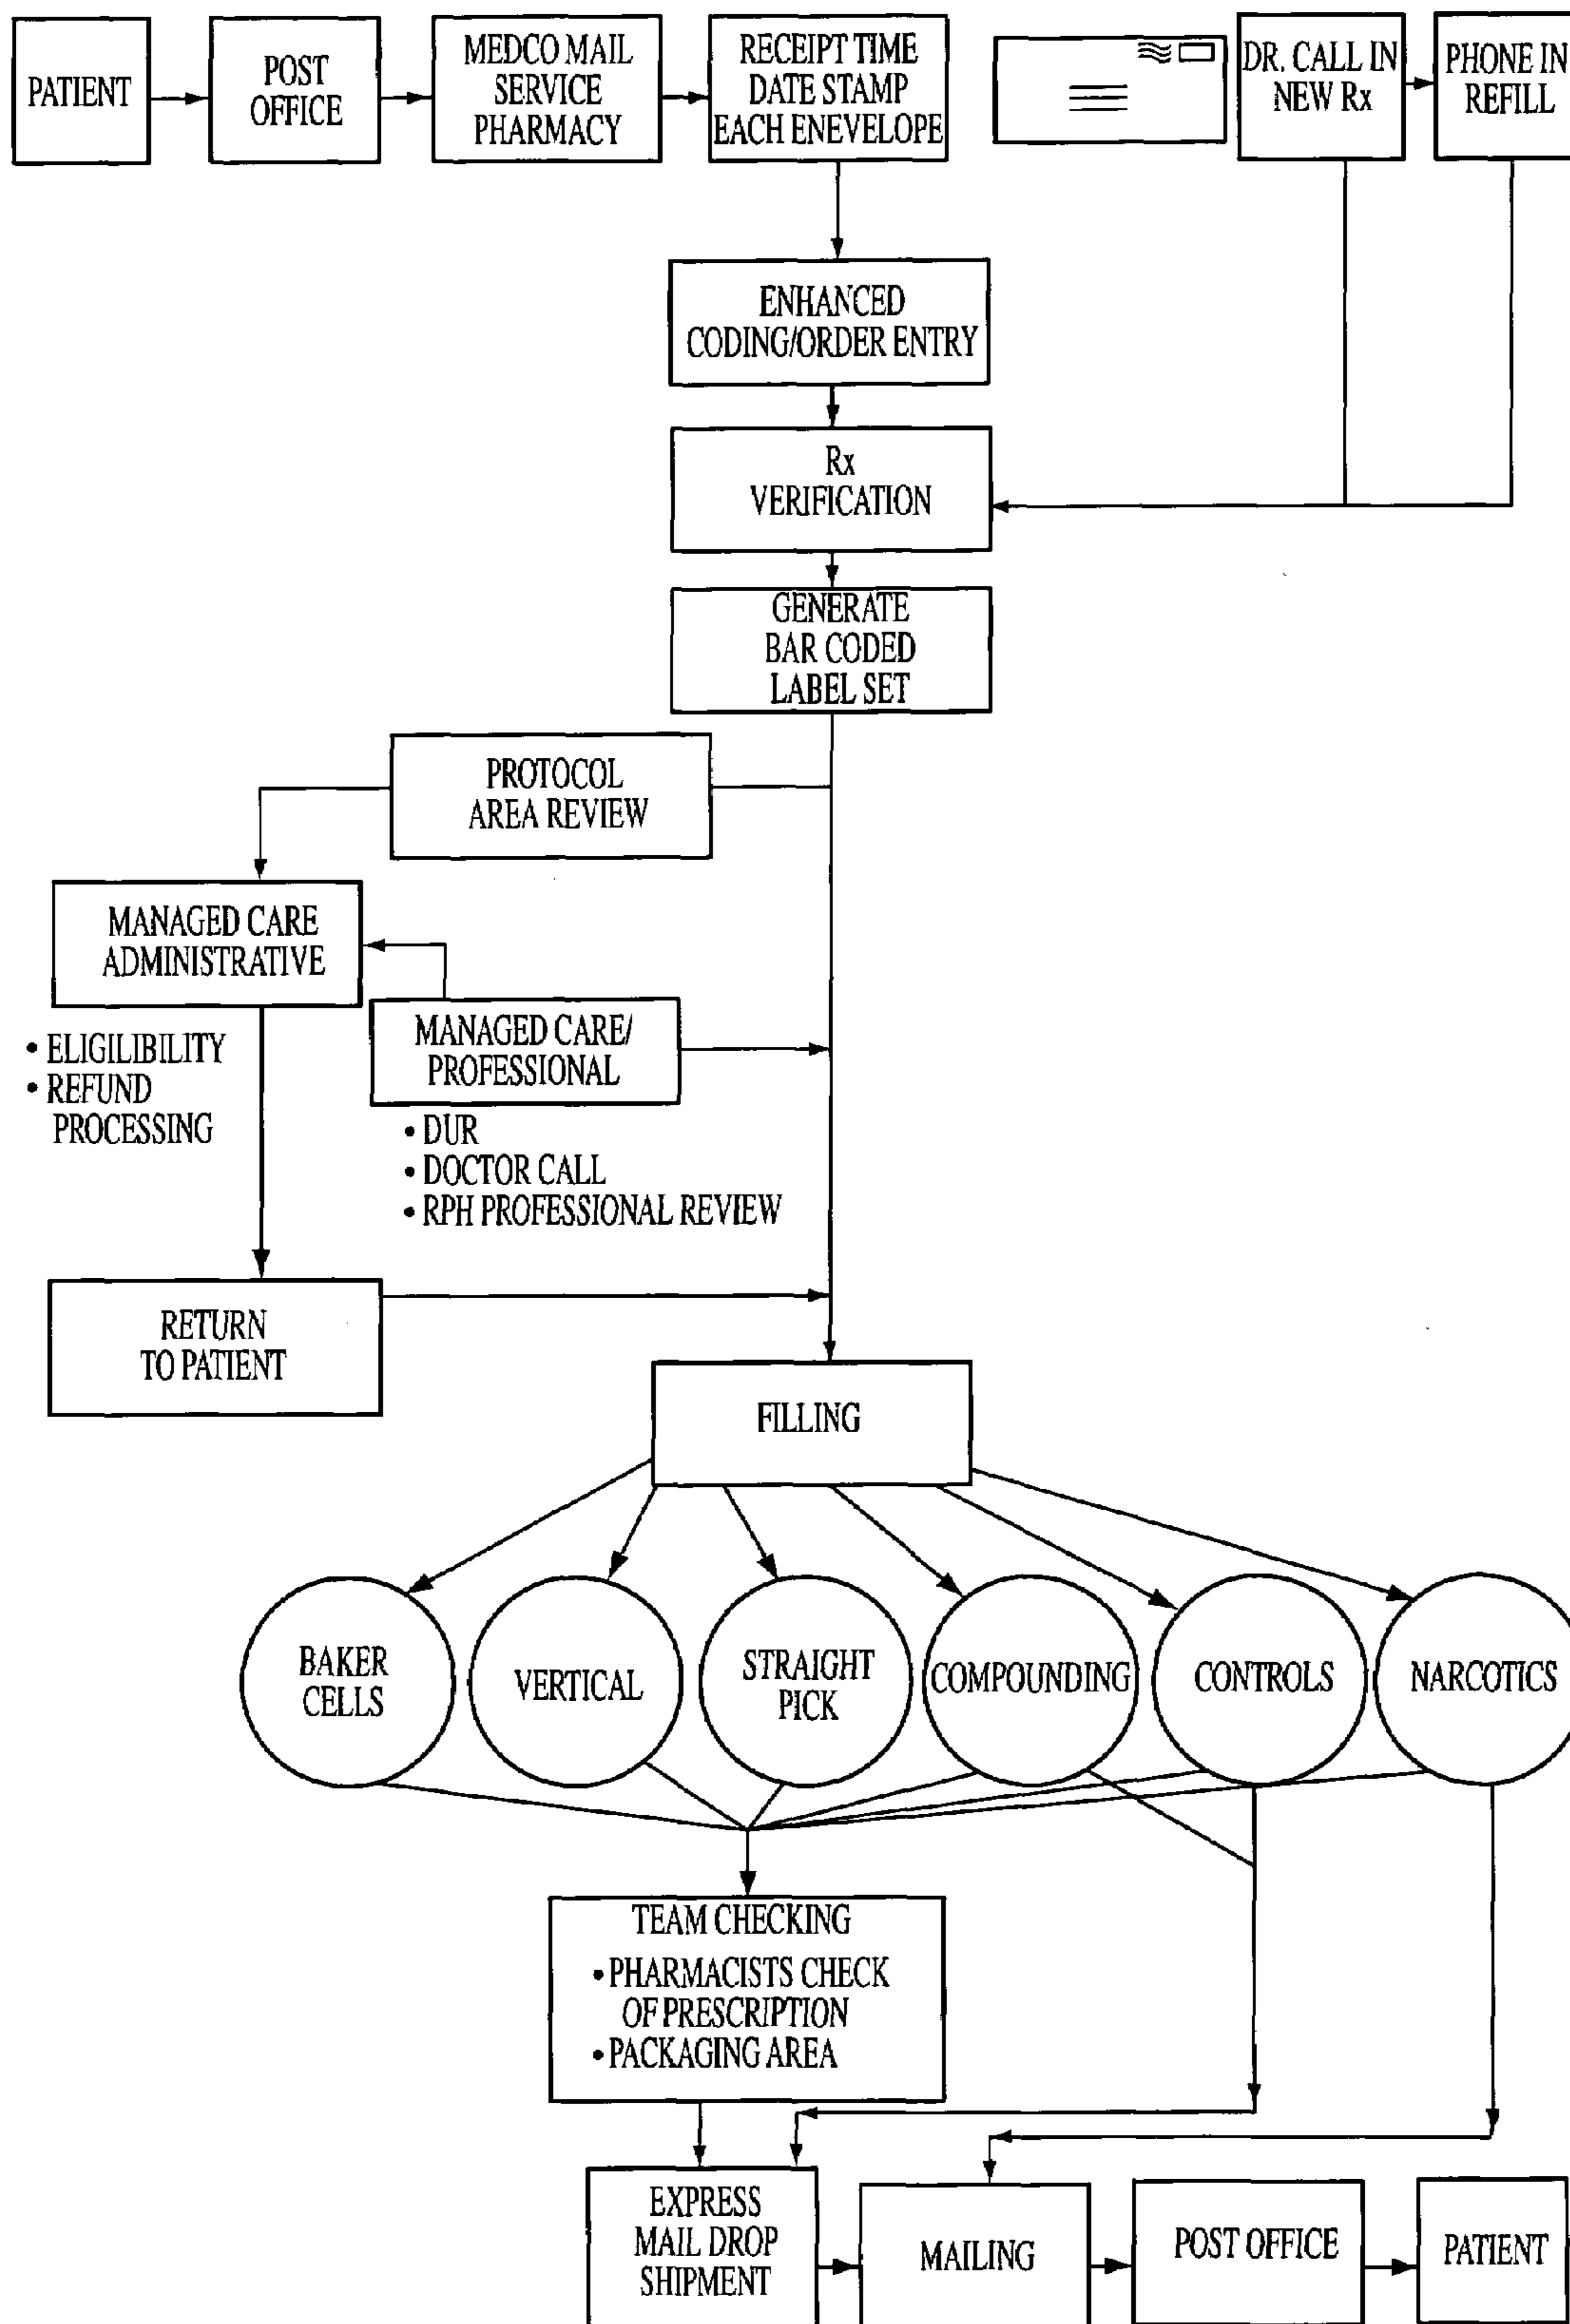 PATIENT
POST
OFFICE
MEDCO MAIL
SERVICE
PHARMACY
RECEIPT TIME
DATE STAMP
EACH ENEVELOPE
DR. CALL IN
NEW Rx
PHONE IN
REFILL
ENHANCED
CODING/ORDER ENTRY
Rx
VERIFICATION
GENERATE
BAR CODED
LABEL SET
PROTOCOL
AREA REVIEW
MANAGED CARE
ADMINISTRATIVE
• ELIGILIBILITY
• REFUND
PROCESSING
MANAGED CARE/
PROFESSIONAL
• DUR
• DOCTOR CALL
• RPH PROFESSIONAL REVIEW
RETURN
TO PATIENT
FILLING
BAKER
CELLS
VERTICAL
STRAIGHT
PICK
COMPOUNDING
CONTROLS
NARCOTICS
TEAM CHECKING
• PHARMACISTS CHECK
OF PRESCRIPTION
• PACKAGING AREA
EXPRESS
MAIL DROP
SHIPMENT
MAILING
POST OFFICE
PATIENT